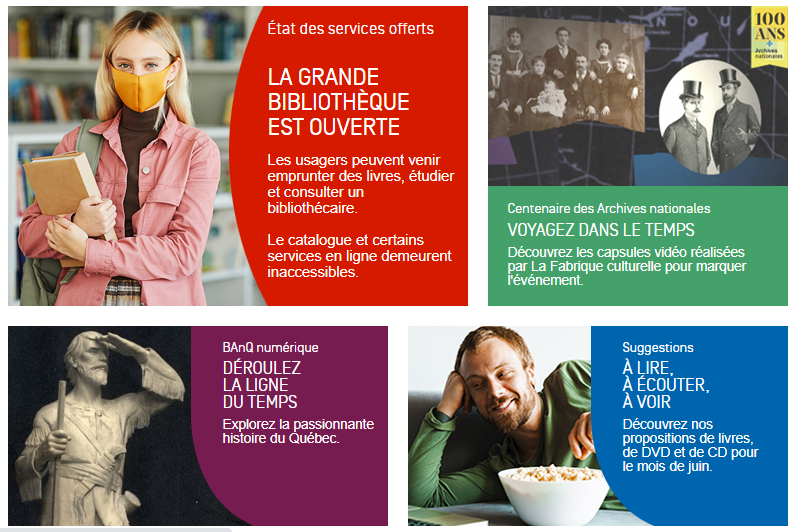 État des services offerts
LA GRANDE
BIBLIOTHÈQUE
EST OUVERTE
Les usagers peuvent venir
emprunter des livres, étudier
et consulter un
bibliothécaire.
Le catalogue et certains
services en ligne demeurent
inaccessibles.
100
ANS
Archives
nationales
Centenaire des Archives nationales
VOYAGEZ DANS LE TEMPS
Découvrez les capsules vidéo réalisées
par La Fabrique culturelle pour marquer
l'événement.
BAnQ numérique
DÉROULEZ
LA LIGNE
DU TEMPS
Explorez la passionnante
histoire du Québec.
Suggestions
À LIRE,
À ÉCOUTER,
À VOIR
Découvrez nos
propositions de livres,
de DVD et de CD pour
le mois de juin.